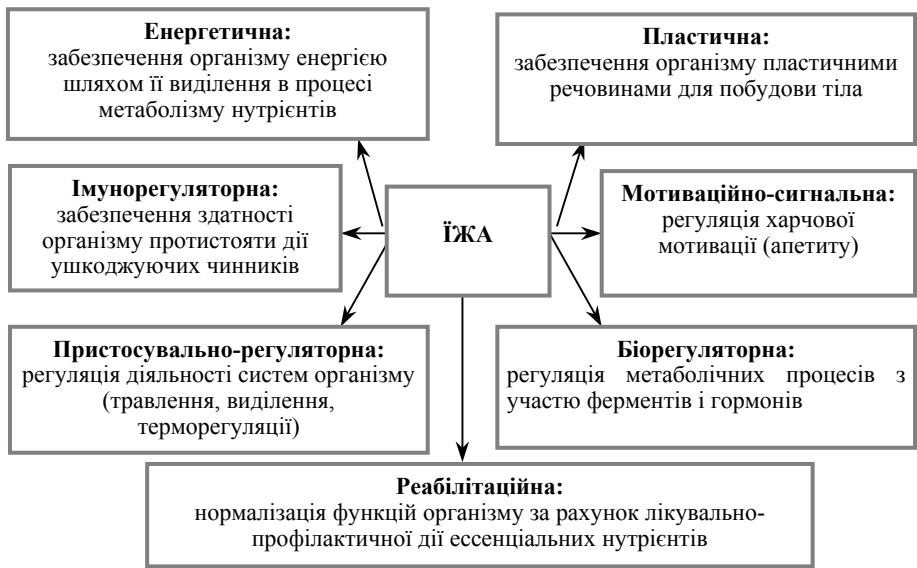 Енергетична:
забезпечення організму енергією
шляхом її виділення в процесі
метаболізму нутрієнтів
Пластична:
забезпечення організму пластичними
речовинами для побудови тіла
Імунорегуляторна:
забезпечення здатності
організму протистояти дії
ушкоджуючих чинників
ЇЖА
Мотиваційно-сигнальна:
регуляція харчової
мотивації (апетиту)
Пристосувально-регуляторна:
регуляція діяльності систем організму
(травлення, виділення,
терморегуляції)
Біорегуляторна:
регуляція метаболічних процесів з
участю ферментів і гормонів
Реабілітаційна:
нормалізація функцій організму за рахунок лікувально-
профілактичної дії ессенціальних нутрієнтів